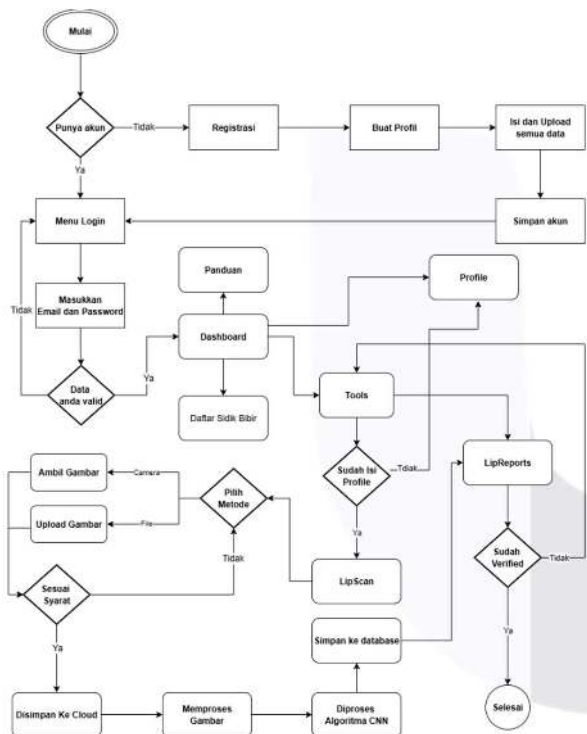 Mulai
Punya akun
Tidak
Registrasi
Buat Profil
Isi dan Upload
semua data
Ya
Menu Login
Simpan akun
Panduan
Profile
Tidak
Masukkan
Email dan Password
Dashboard
Data
anda valid
Ya
Tools
Daftar Sidik Bibir
Ambil Gambar
Camera
Pilih
Metode
Sudah Isi
Profile
Tidak
LipReports
Upload Gambar
File
Ya
Sudah
Verified
Tidak
Tidak
Sesuai
Syarat
LipScan
Ya
Simpan ke database
Ya
Disimpan Ke Cloud
Memproses
Gambar
Diproses
Algoritma CNN
Selesai